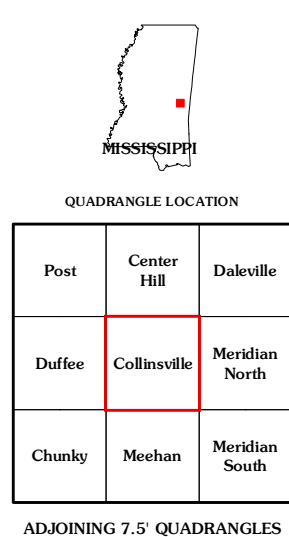 MISSISSIPPI
QUADRANGLE LOCATION
Post
Center
Hill
Daleville
Duffee
Collinsville
Meridian
North
Chunky
Meehan
Meridian
South
ADJOINING 7.5' QUADRANGLES